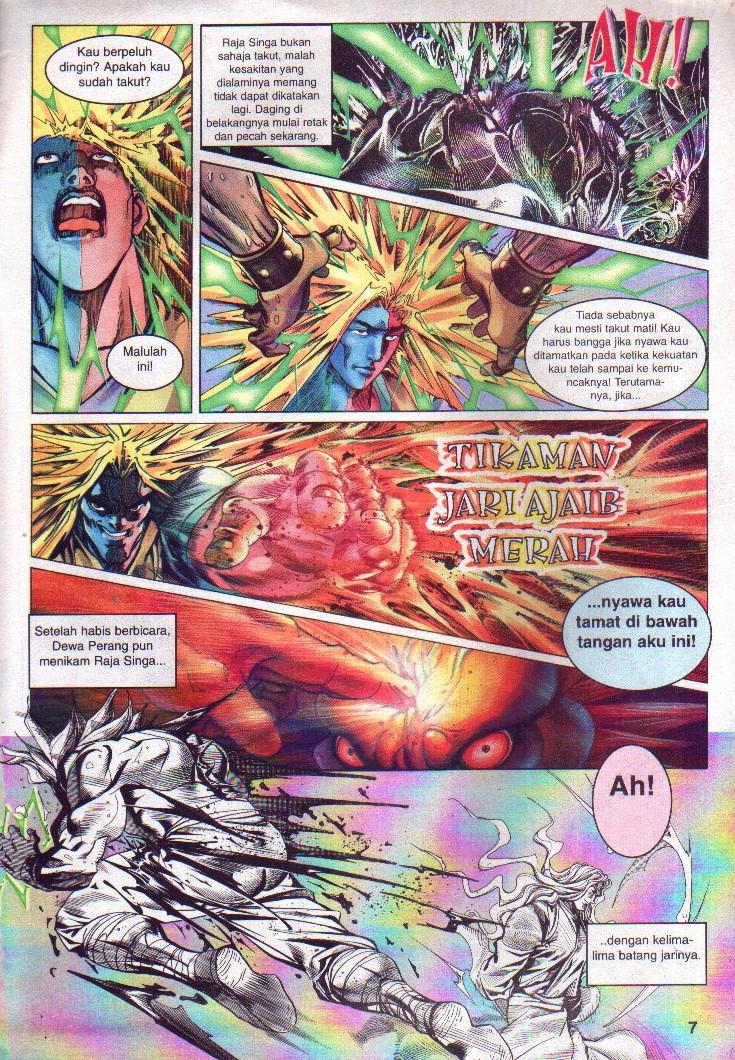 Kau berpeluh
dingin? Apakah kau
sudah takut?
Malulah
ini!
Raja Singa bukan
sahaja takut, malah
kesakitan yang
dialaminya memang
tidak dapat dikatakan
lagi. Daging di
belakangnya mulai retak
dan pecah sekarang.
AH!
Tiada sebabnya
kau mesti takut mati! Kau
harus bangga jika nyawa kau
ditamatkan pada ketika kekuatan
kau telah sampai ke kemu-
ncaknya! Terutama-
nya, jika...
TIKAMAN
JARI AJAIB
MERAH
...nyawa kau
tamat di bawah
tangan aku ini!
Setelah habis berbicara,
Dewa Perang pun
menikam Raja Singa...
Ah!
..dengan kelima-
lima batang jarinya.
7